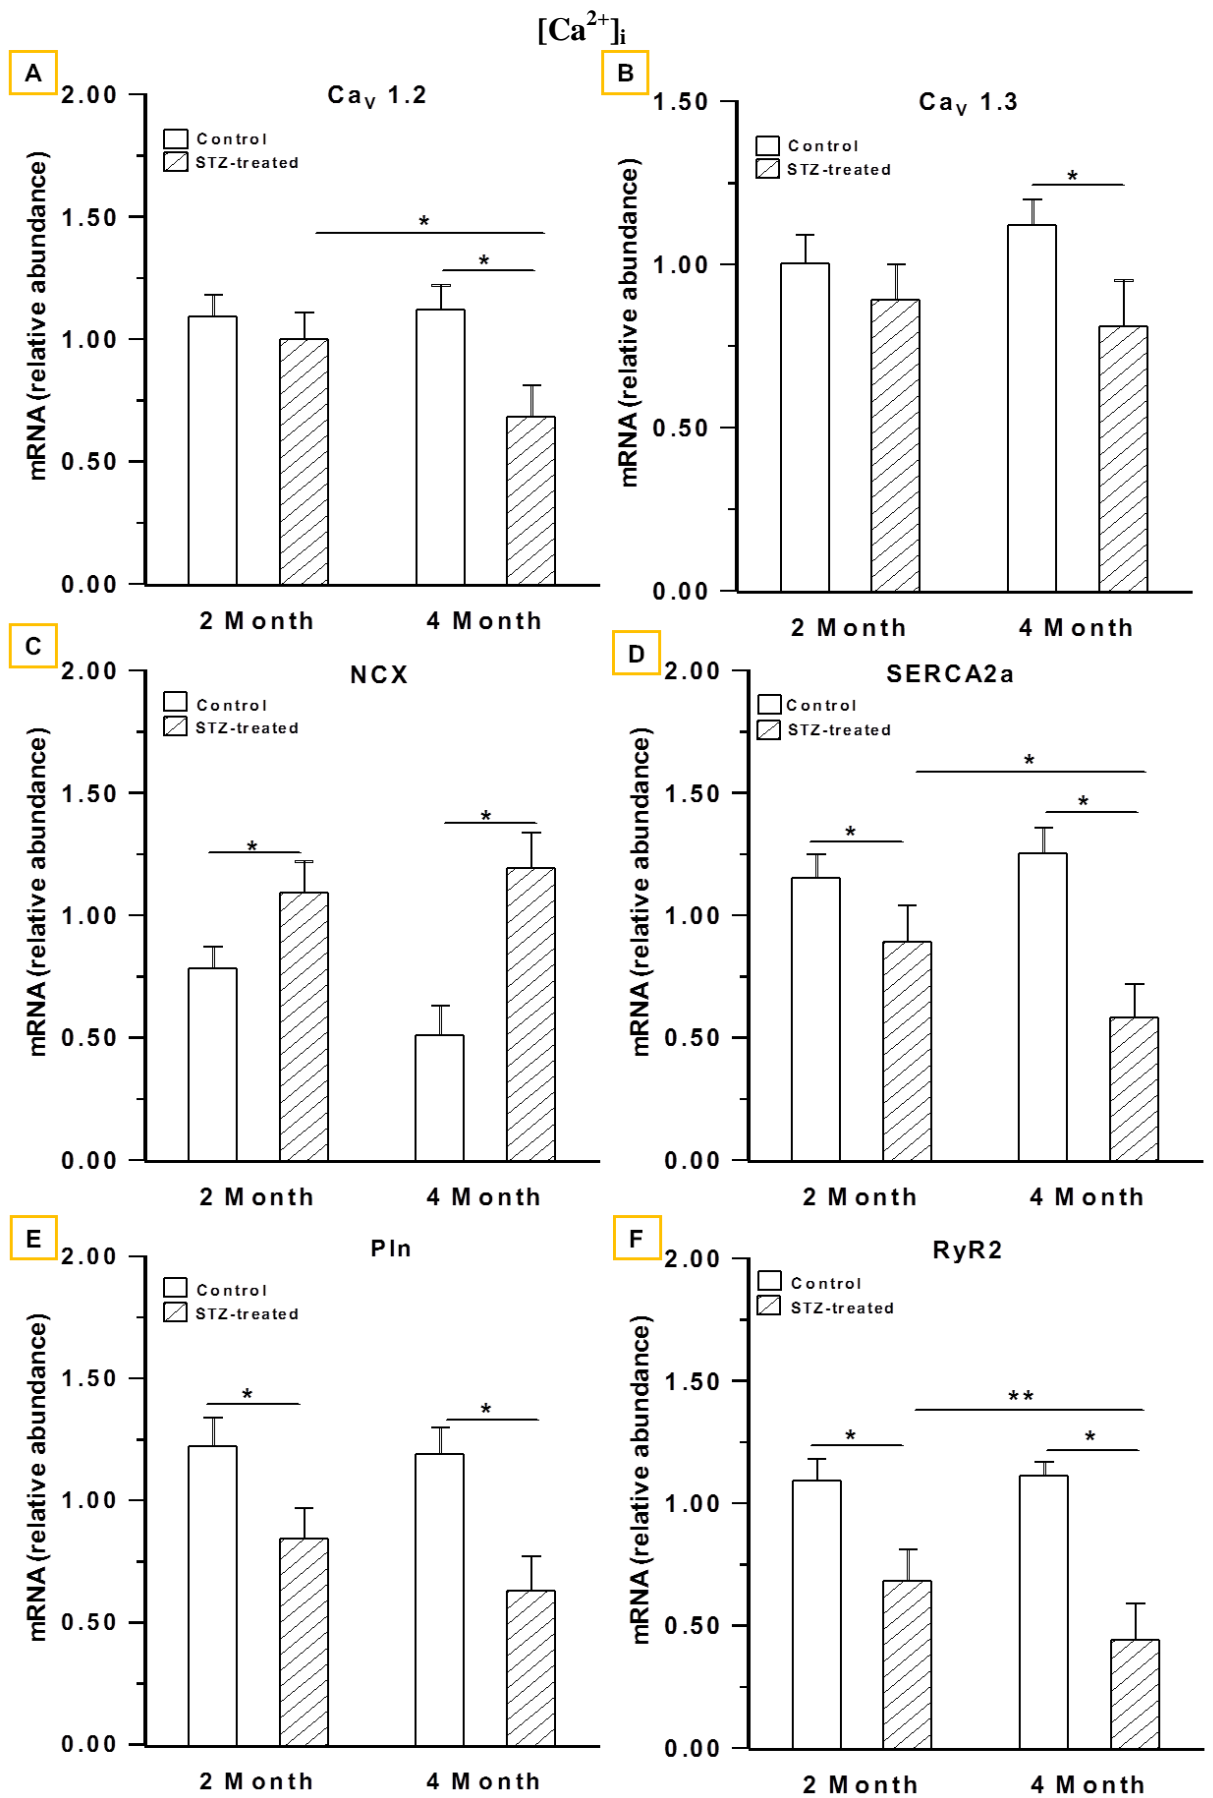 [Ca²⁺]ᵢ
A
Caᵥ 1.2
Control
STZ-treated
mRNA (relative abundance)
2.00
1.50
1.00
0.50
0.00
*
*
2 Month
4 Month
B
Caᵥ 1.3
Control
STZ-treated
mRNA (relative abundance)
1.50
1.00
0.50
0.00
*
2 Month
4 Month
C
NCX
Control
STZ-treated
mRNA (relative abundance)
2.00
1.50
1.00
0.50
0.00
*
*
2 Month
4 Month
D
SERCA2a
Control
STZ-treated
mRNA (relative abundance)
2.00
1.50
1.00
0.50
0.00
*
*
*
2 Month
4 Month
E
Pln
Control
STZ-treated
mRNA (relative abundance)
2.00
1.50
1.00
0.50
0.00
*
*
2 Month
4 Month
F
RyR2
Control
STZ-treated
mRNA (relative abundance)
2.00
1.50
1.00
0.50
0.00
**
*
*
2 Month
4 Month